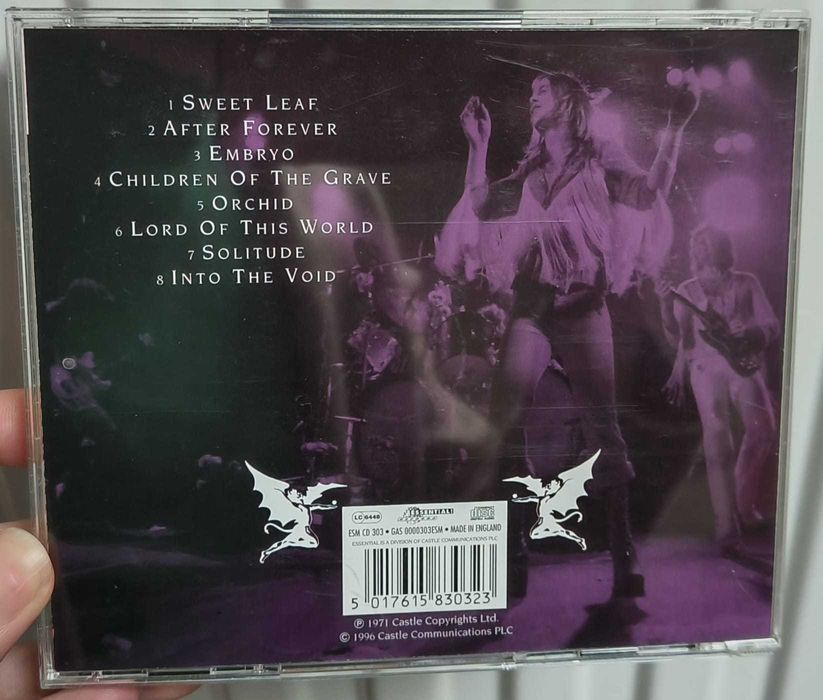 1 SWEET LEAF
2 AFTER FOREVER
3 EMBRYO
4 CHILDREN OF THE GRAVE
5 ORCHID
6 LORD OF THIS WORLD
7 SOLITUDE
8 INTO THE VOID
LC 6448
ESSENTIAL!
ESM CD 303 • GAS 0000303ESM • MADE IN ENGLAND
ESSENTIAL IS A DIVISION OF CASTLE COMMUNICATIONS PLC
5 017615 830323
℗ 1971 Castle Copyrights Ltd.
© 1996 Castle Communications PLC